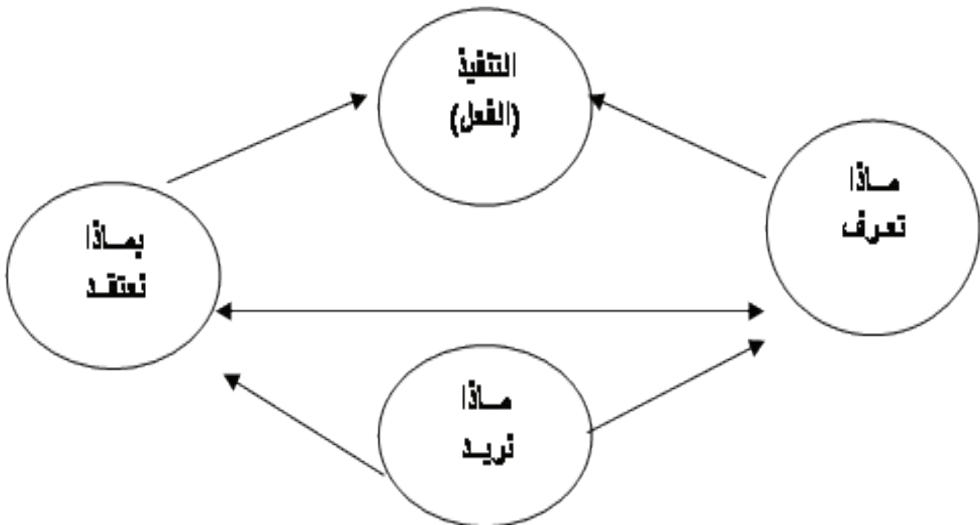 التنفيذ
(الفعل)
مــاذا
تعرف
بمــاذا
نعتقـد
مــاذا
نريـد